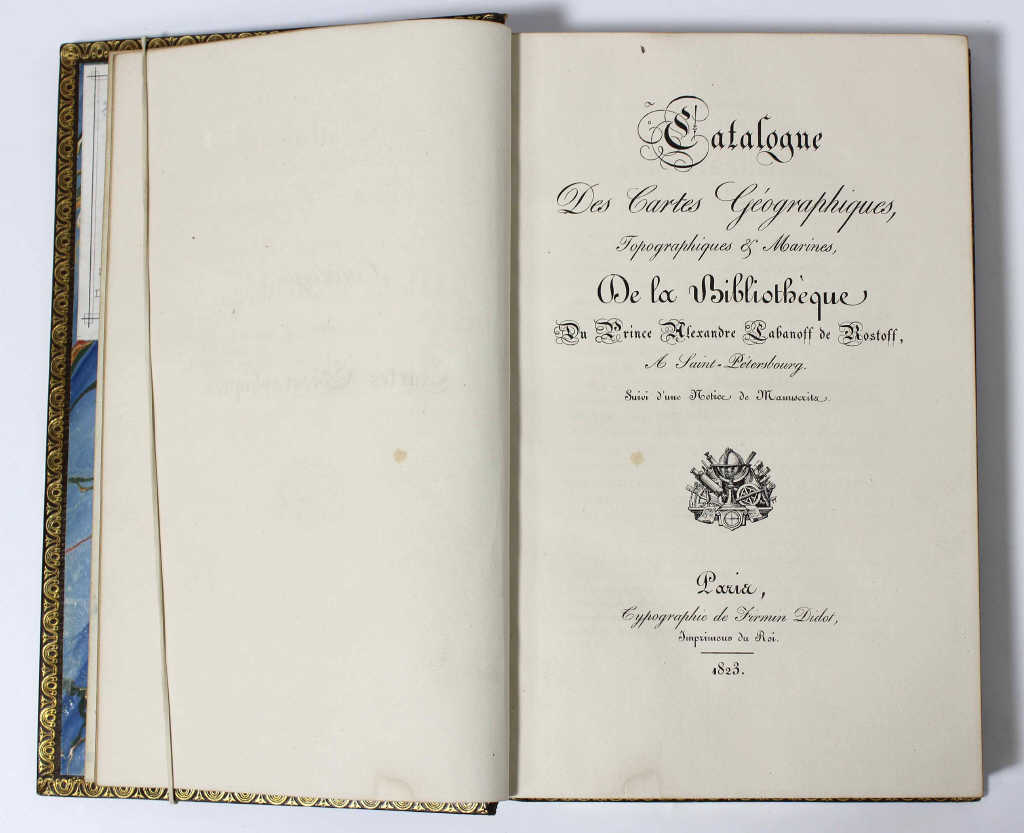 Catalogue
Des Cartes Géographiques,
Topographiques & Marines,
De la Bibliothèque
Du Prince Alexandre Labanoff de Rostoff,
A Saint-Pétersbourg.
Suivi d'une Notice de Manuscrits.
Paris,
Typographie de Firmin Didot,
Imprimeur du Roi.
1823.